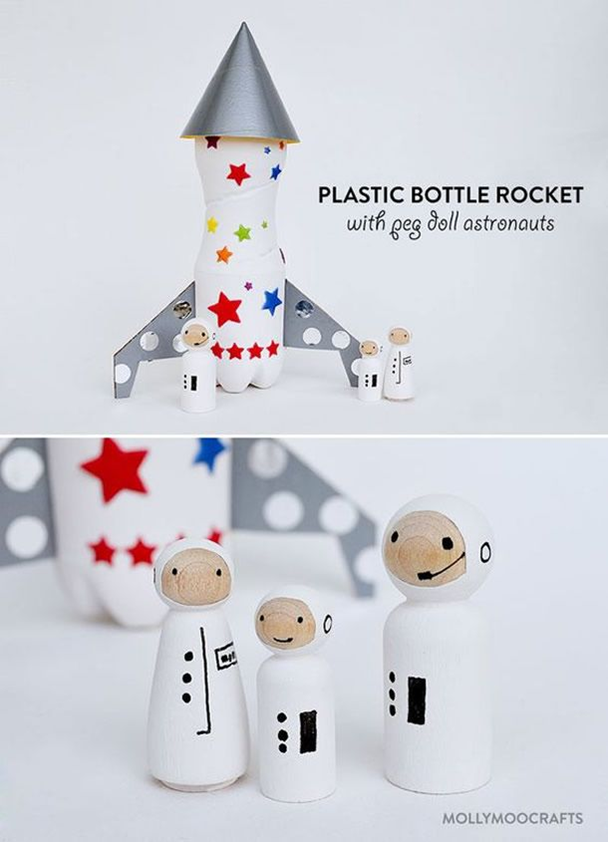 PLASTIC BOTTLE ROCKET
with peg doll astronauts
MOLLYMOOCRAFTS